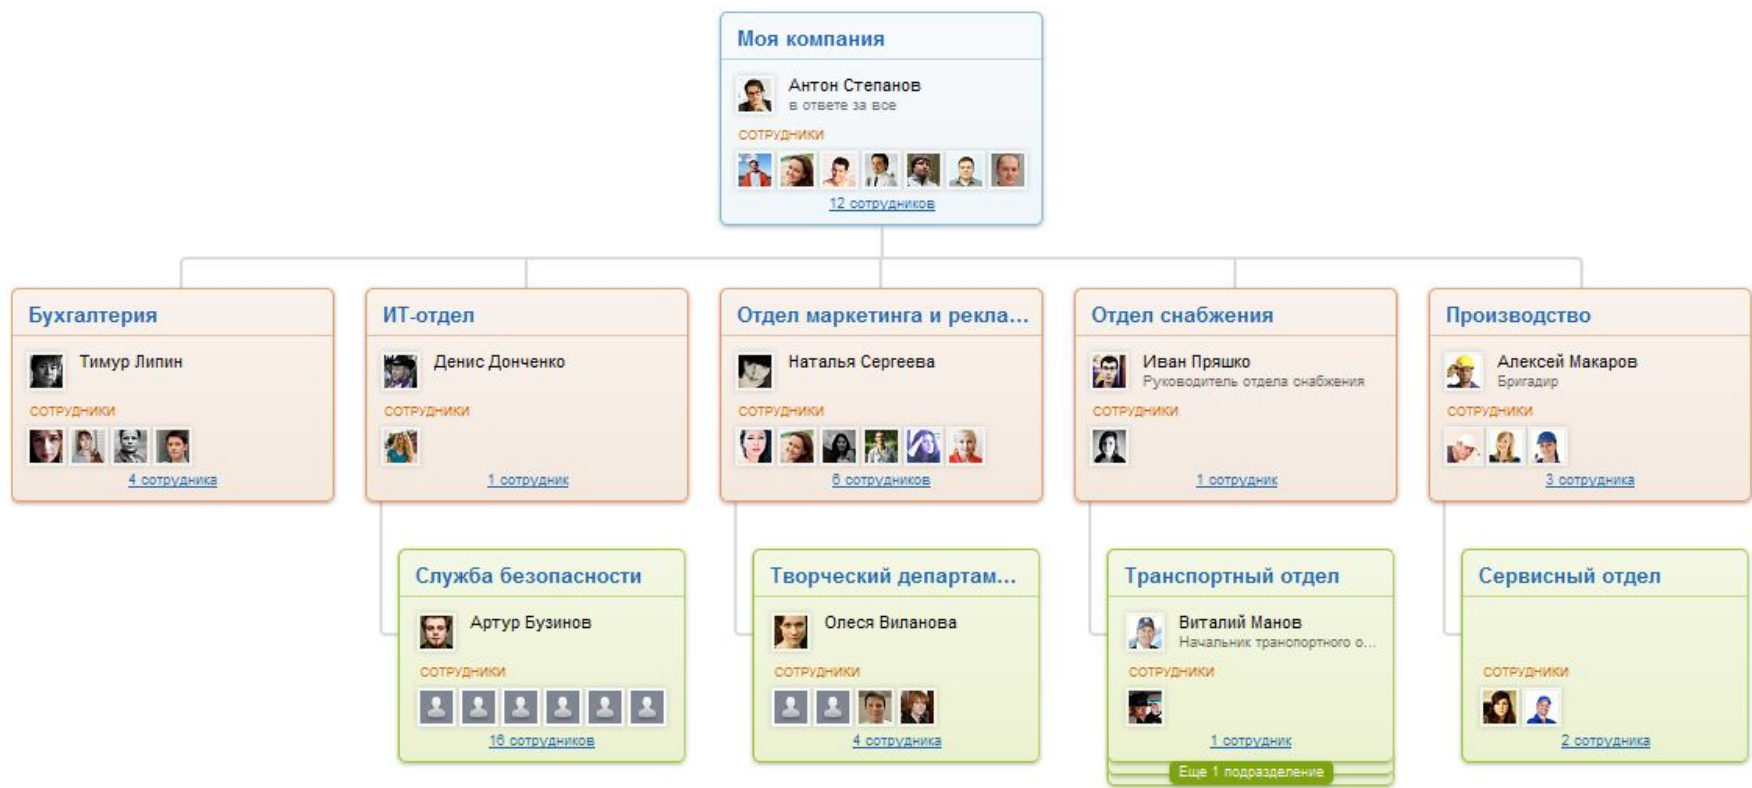 Моя компания
Антон Степанов
в ответе за все
СОТРУДНИКИ
12 сотрудников
Бухгалтерия
Тимур Липин
СОТРУДНИКИ
4 сотрудника
ИТ-отдел
Денис Донченко
СОТРУДНИКИ
1 сотрудник
Отдел маркетинга и рекла...
Наталья Сергеева
СОТРУДНИКИ
6 сотрудников
Отдел снабжения
Иван Пряшко
Руководитель отдела снабжения
СОТРУДНИКИ
1 сотрудник
Производство
Алексей Макаров
Бригадир
СОТРУДНИКИ
3 сотрудника
Служба безопасности
Артур Бузинов
СОТРУДНИКИ
16 сотрудников
Творческий департам...
Олеся Виланова
СОТРУДНИКИ
4 сотрудника
Транспортный отдел
Виталий Манов
Начальник транспортного о...
СОТРУДНИКИ
1 сотрудник
Еще 1 подразделение
Сервисный отдел
СОТРУДНИКИ
2 сотрудника